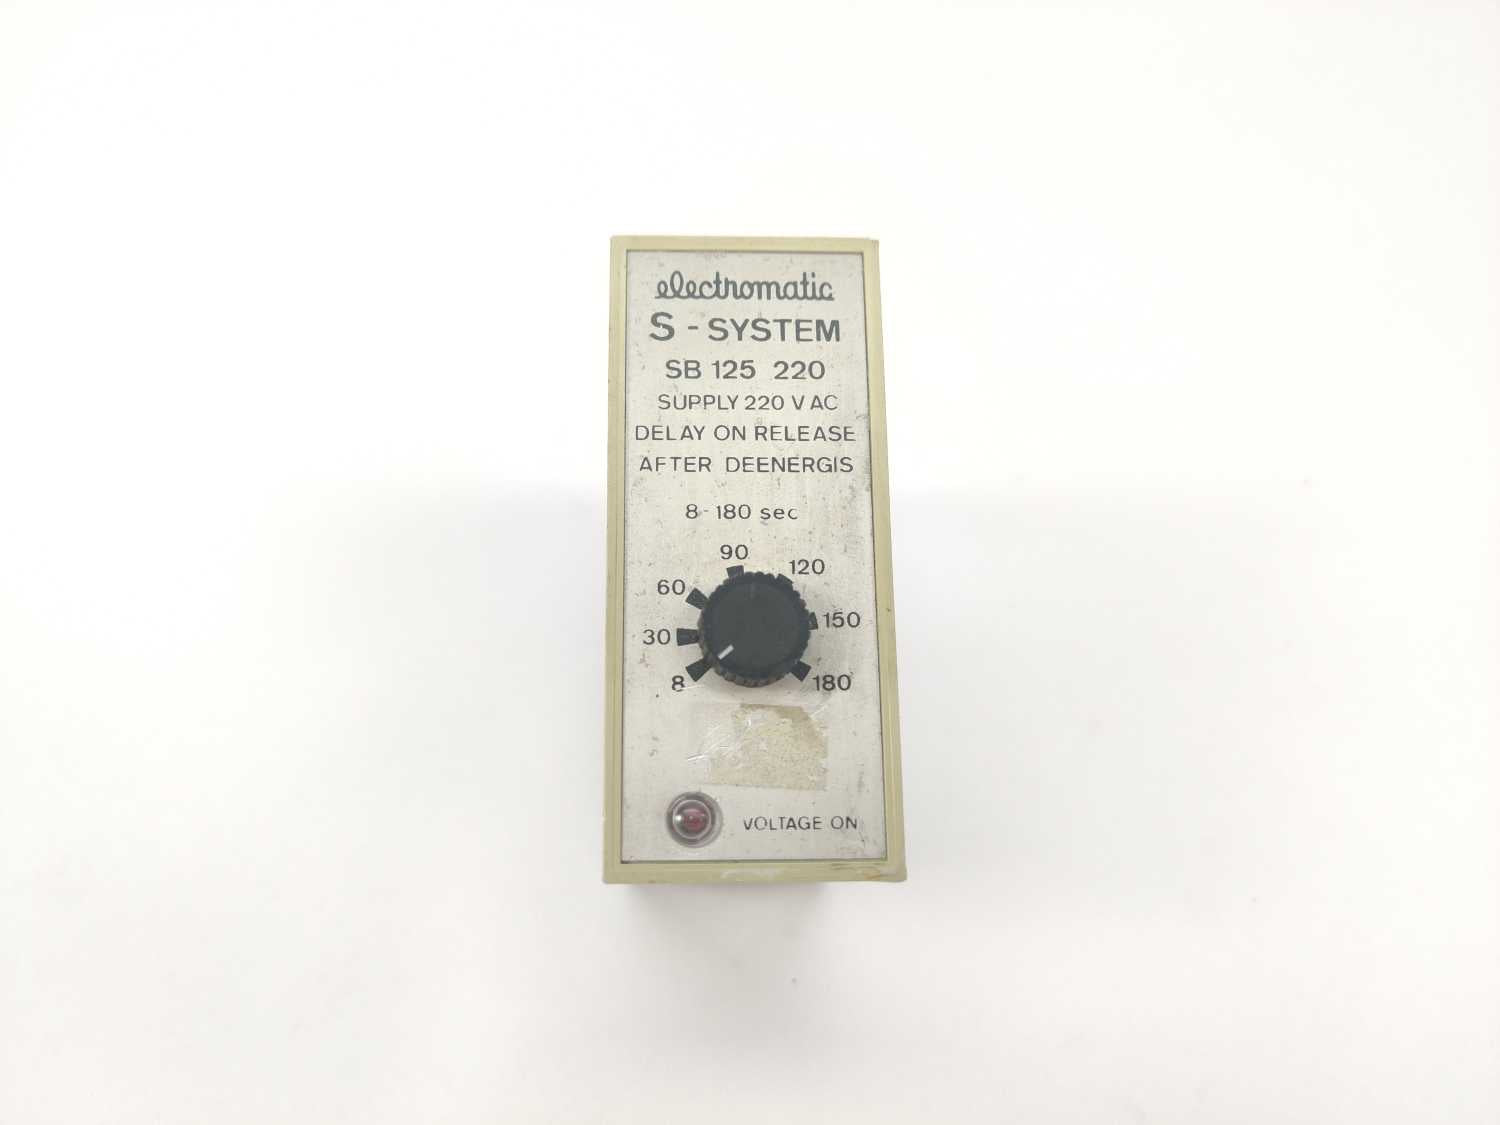 electromatic
S - SYSTEM
SB 125 220
SUPPLY 220 V AC
DELAY ON RELEASE
AFTER DEENERGIS
8 - 180 sec
90
120
60
150
30
8
180
VOLTAGE ON